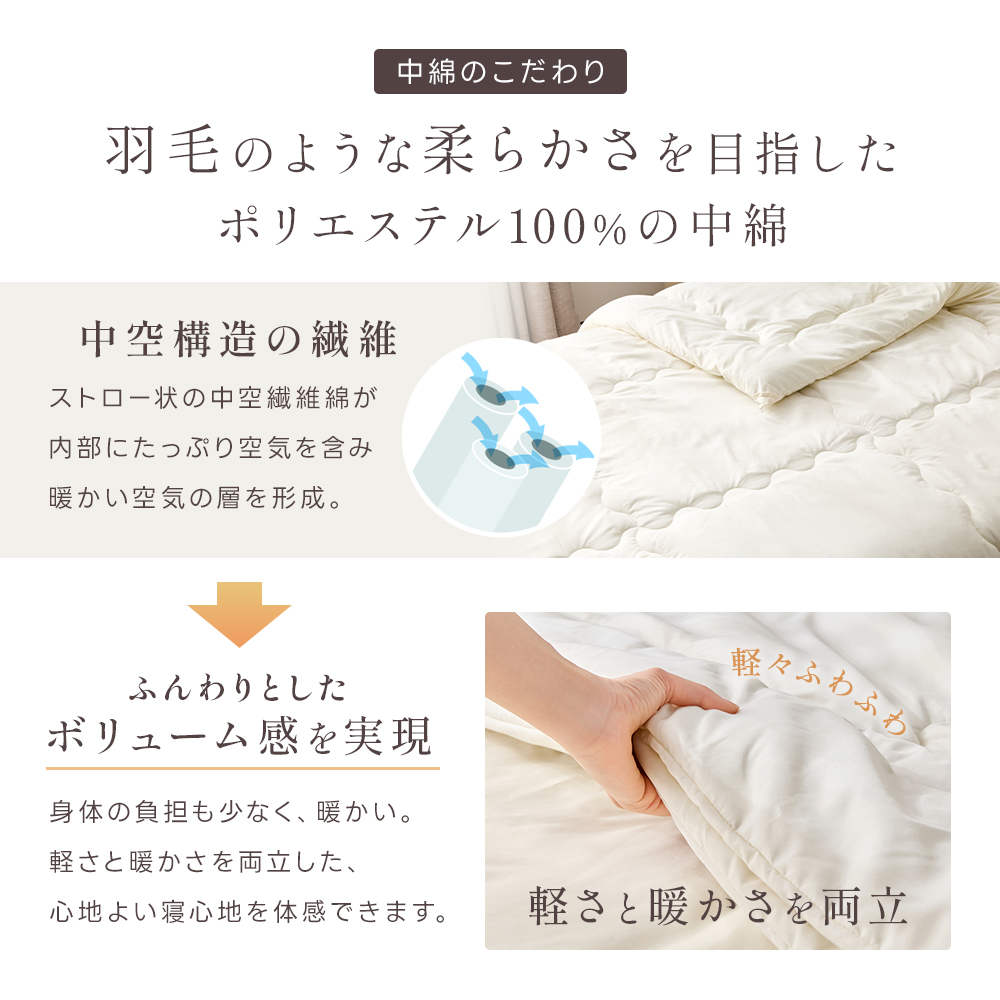 中綿のこだわり
羽毛のような柔らかさを目指した
ポリエステル100%の中綿
中空構造の繊維
ストロー状の中空繊維綿が
内部にたっぷり空気を含み
暖かい空気の層を形成。
ふんわりとした
ボリューム感を実現
身体の負担も少なく、暖かい。
軽さと暖かさを両立した、
心地よい寝心地を体感できます。
軽々ふわふわ
軽さと暖かさを両立